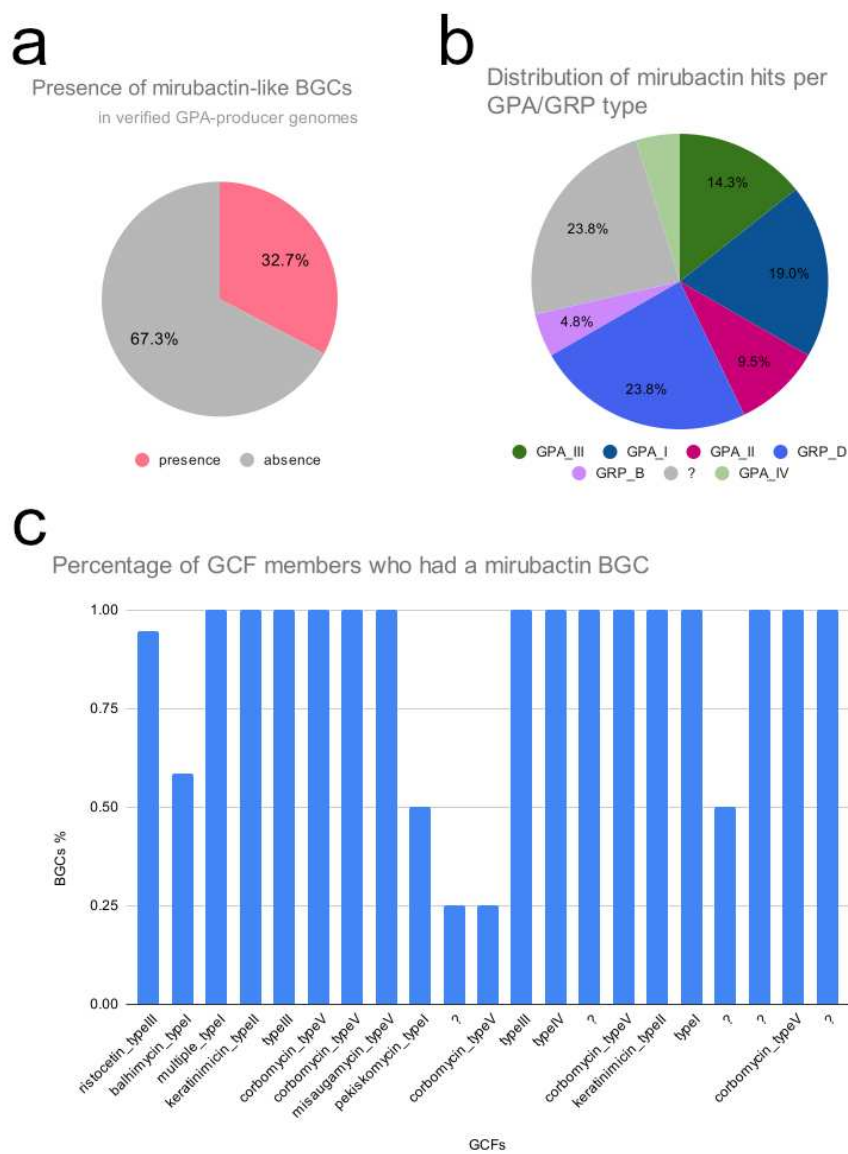 a
Presence of mirubactin-like BGCs
in verified GPA-producer genomes
32.7%
67.3%
presence absence
b
Distribution of mirubactin hits per
GPA/GRP type
14.3%
19.0%
9.5%
23.8%
4.8%
23.8%
GPA_III GPA_I GPA_II GRP_D
GRP_B ? GPA_IV
c
Percentage of GCF members who had a mirubactin BGC
1.00
0.75
0.50
0.25
0.00
BGCs %
ristocetin_typeIII
balhimycin_typeI
multiple_typeI
keratinimicin_typeII
typeIII
corbomycin_typeV
corbomycin_typeV
misaugamycin_typeV
pekiskomycin_typeI
?
corbomycin_typeV
typeIII
typeIV
?
corbomycin_typeV
keratinimicin_typeII
typeI
?
?
corbomycin_typeV
?
GCFs